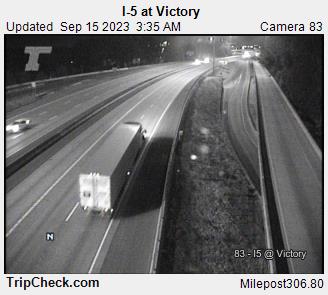 I-5 at Victory
Updated Sep 15 2023 3:35 AM Camera 83
T
N
83 - I5 @ Victory
TripCheck.com Milepost306.80